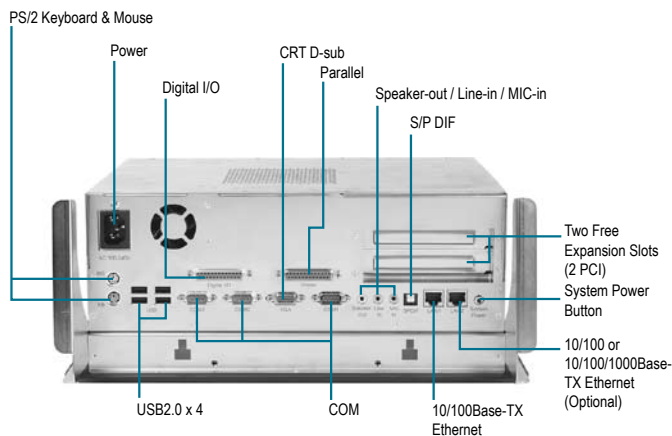 PS/2 Keyboard & Mouse
Power
Digital I/O
CRT D-sub
Parallel
Speaker-out / Line-in / MIC-in
S/P DIF
Two Free
Expansion Slots
(2 PCI)
System Power
Button
10/100 or
10/100/1000Base-
TX Ethernet
(Optional)
10/100Base-TX
Ethernet
COM
USB2.0 x 4
Digital I/O
USB